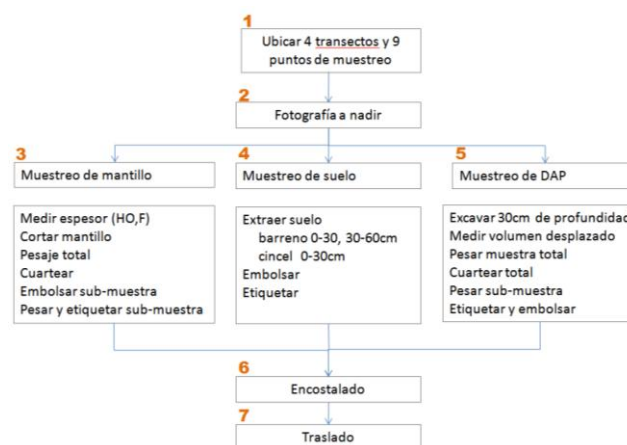 1
Ubicar 4 transectos y 9
puntos de muestreo
2
Fotografía a nadir
3
Muestreo de mantillo
Medir espesor (HO,F)
Cortar mantillo
Pesaje total
Cuartear
Embolsar sub-muestra
Pesar y etiquetar sub-muestra
4
Muestreo de suelo
Extraer suelo
barreno 0-30, 30-60cm
cincel 0-30cm
Embolsar
Etiquetar
5
Muestreo de DAP
Excavar 30cm de profundidad
Medir volumen desplazado
Pesar muestra total
Cuartear total
Pesar sub-muestra
Etiquetar y embolsar
6
Encostalado
7
Traslado